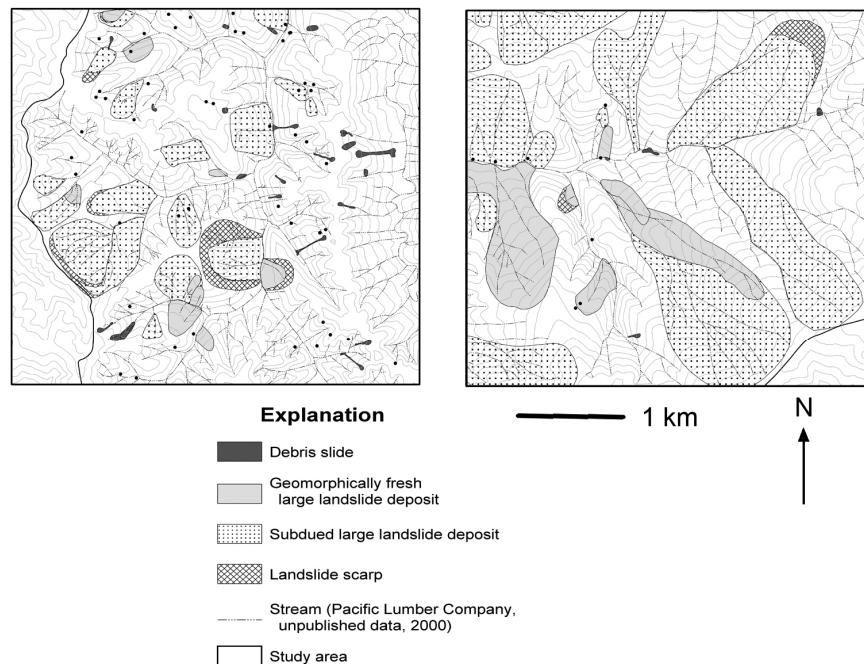 1 km
N
Explanation
Debris slide
Geomorphically fresh
large landslide deposit
Subdued large landslide deposit
Landslide scarp
Stream (Pacific Lumber Company,
unpublished data, 2000)
Study area